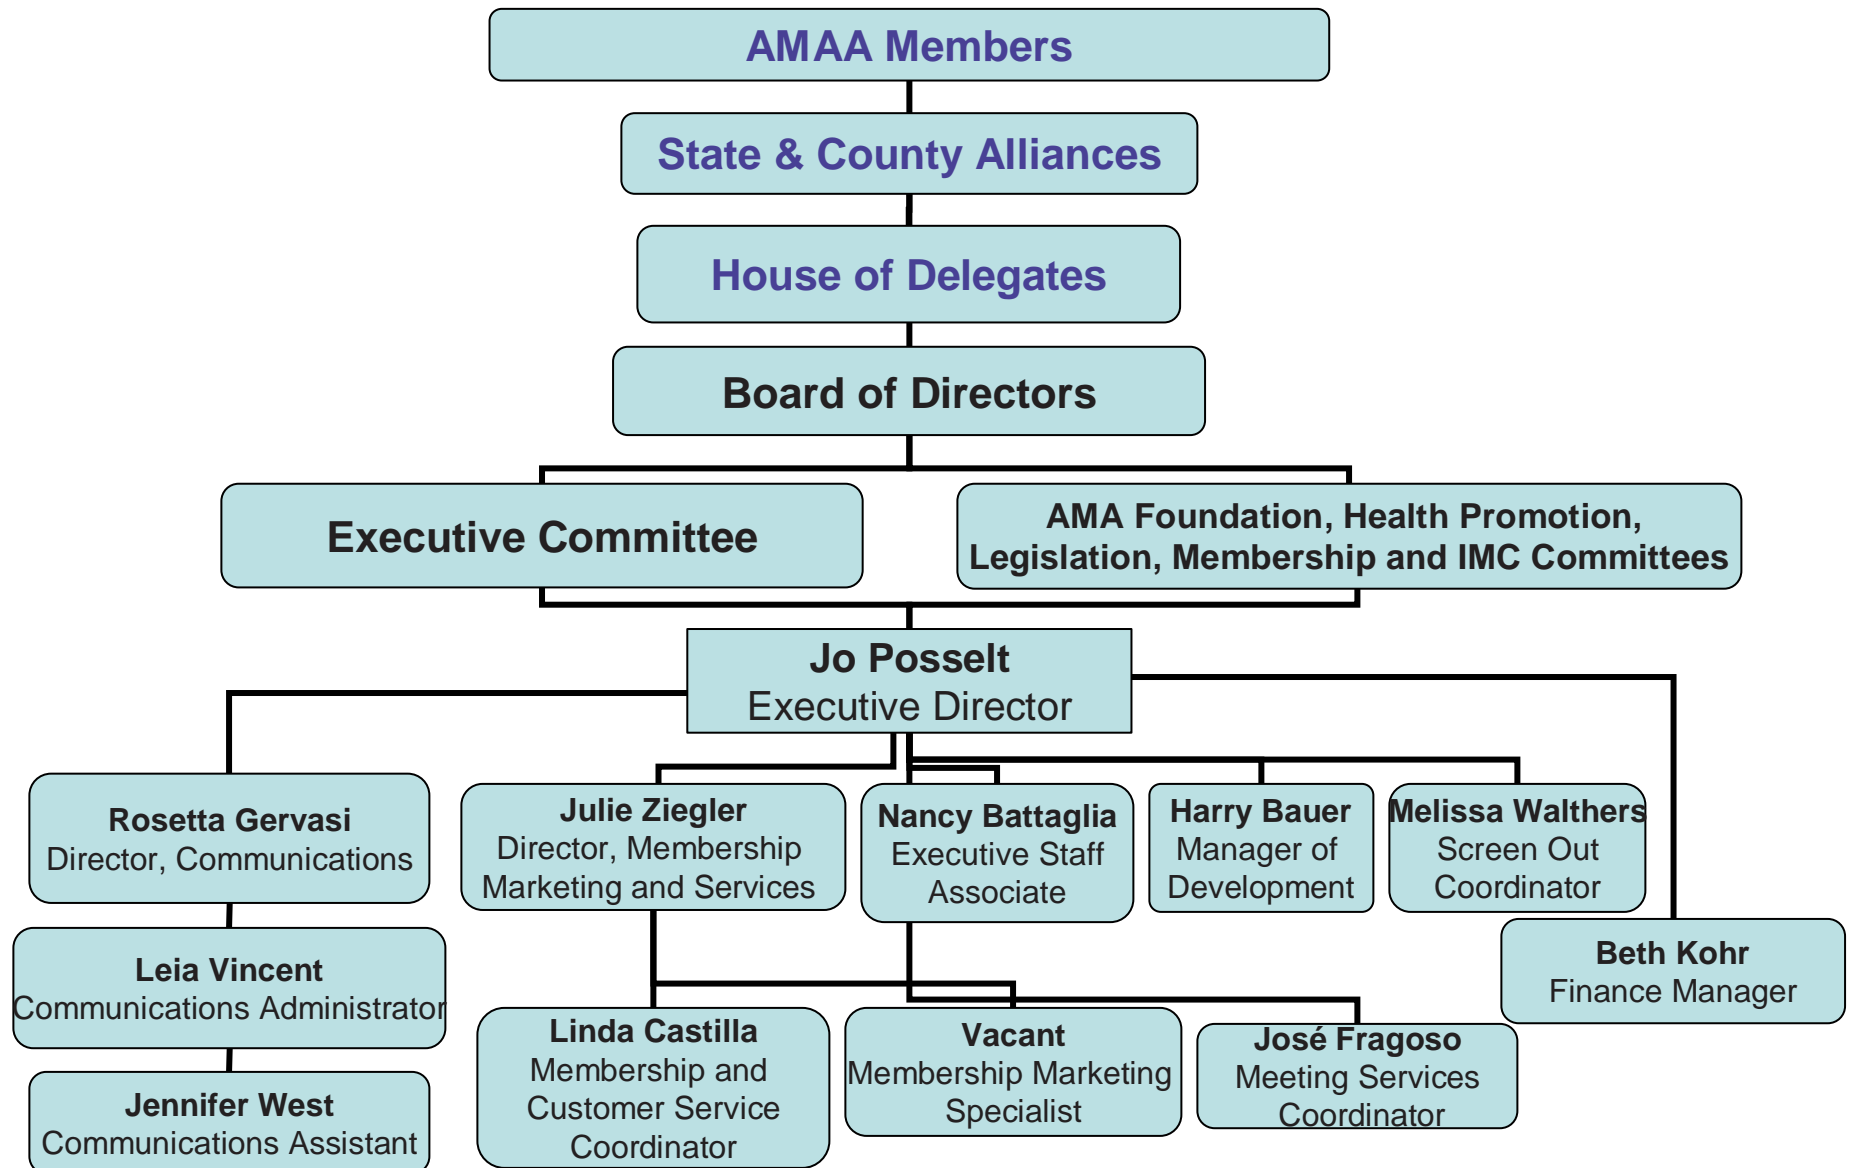 AMAA Members
State & County Alliances
House of Delegates
Board of Directors
Executive Committee
AMA Foundation, Health Promotion,
Legislation, Membership and IMC Committees
Jo Posselt
Executive Director
Rosetta Gervasi
Director, Communications
Julie Ziegler
Director, Membership
Marketing and Services
Nancy Battaglia
Executive Staff
Associate
Harry Bauer
Manager of
Development
Melissa Walthers
Screen Out
Coordinator
Beth Kohr
Finance Manager
Leia Vincent
Communications Administrator
Linda Castilla
Membership and
Customer Service
Coordinator
Vacant
Membership Marketing
Specialist
José Fragoso
Meeting Services
Coordinator
Jennifer West
Communications Assistant